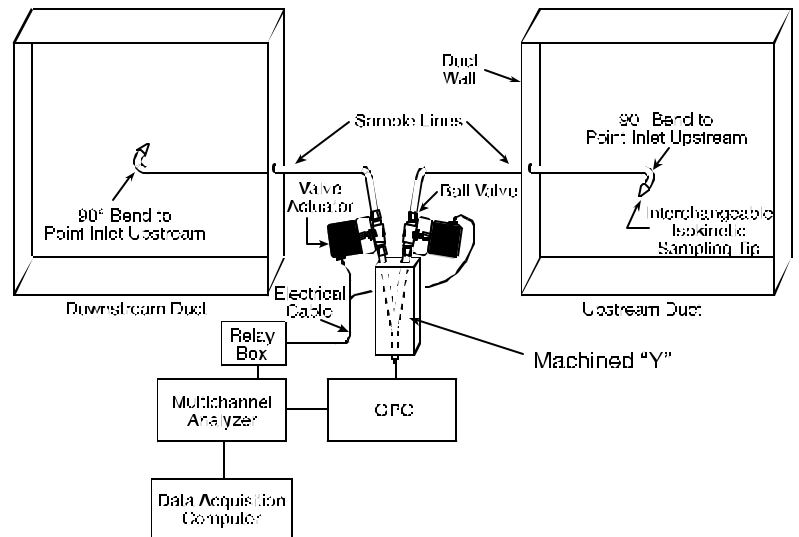 Duct
Wall
Sample Lines
90° Bend to
Point Inlet Upstream
Valve
Actuator
Ball Valve
90° Bend to
Point Inlet Upstream
Interchangeable
Isokinetic
Sampling Tip
Downstream Duct
Electrical
Cable
Upstream Duct
Relay
Box
Machined “Y”
Multichannel
Analyzer
Data Acquisition
Computer